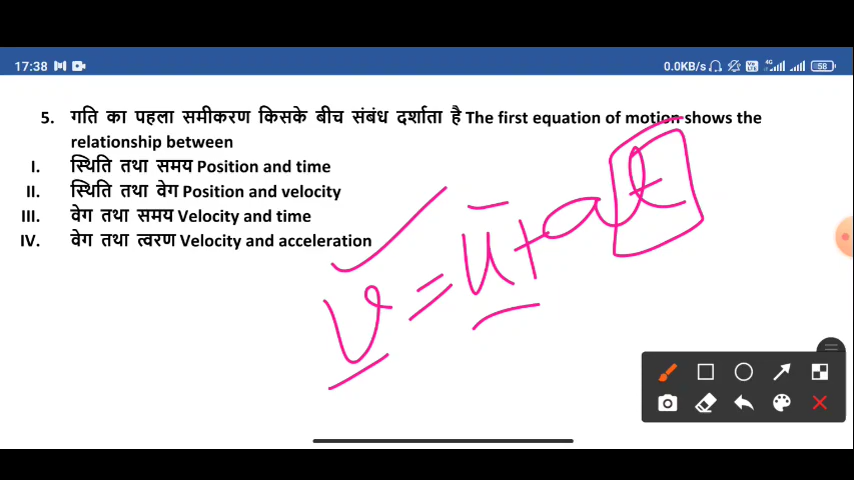 17:38 0.0KB/s 4G 58
5. गति का पहला समीकरण किसके बीच संबंध दर्शाता है The first equation of motion shows the
relationship between
I. स्थिति तथा समय Position and time
II. स्थिति तथा वेग Position and velocity
III. वेग तथा समय Velocity and time
IV. वेग तथा त्वरण Velocity and acceleration
v = u + at